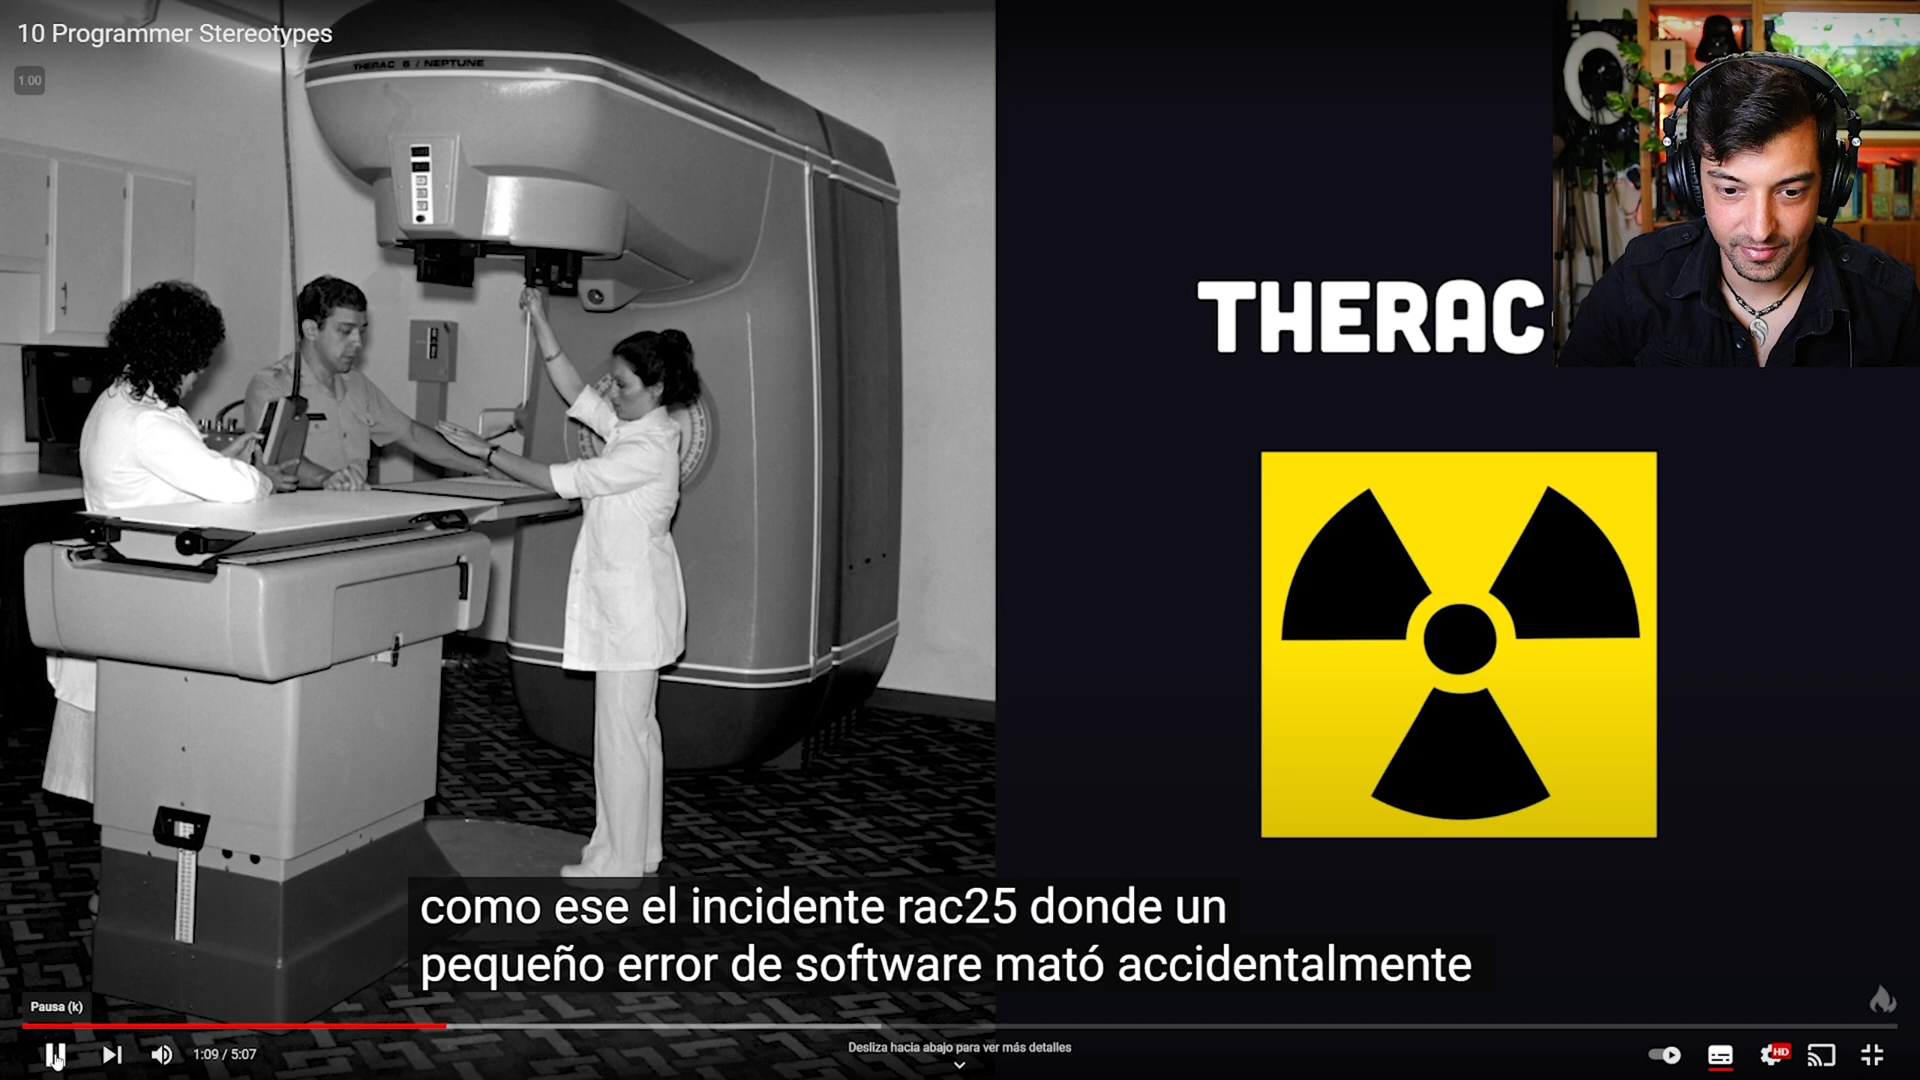 10 Programmer Stereotypes
1.00
THERAC 6 / NEPTUNE
THERAC
como ese el incidente rac25 donde un
pequeño error de software mató accidentalmente
Pausa (k)
1:09 / 5:07
Desliza hacia abajo para ver más detalles
HD